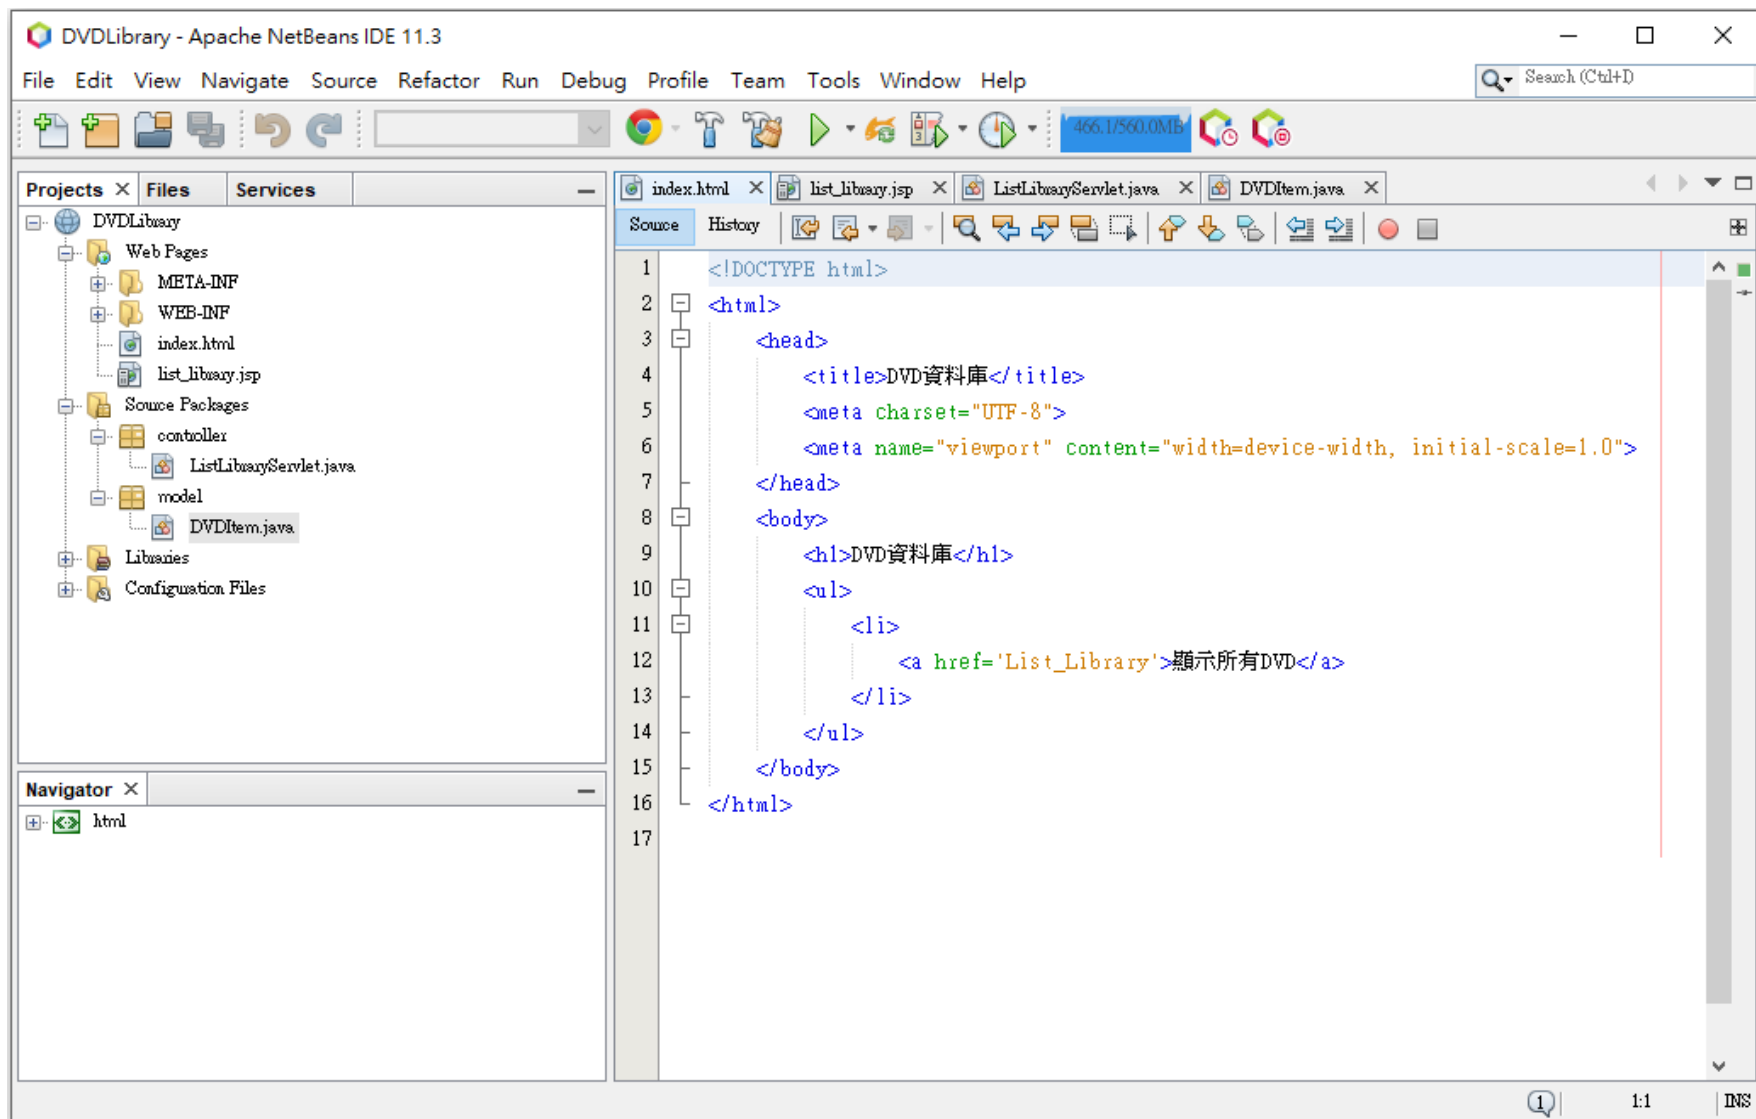 DVDLibrary - Apache NetBeans IDE 11.3
File Edit View Navigate Source Refactor Run Debug Profile Team Tools Window Help
Search (Ctrl+I)
466.1/560.0MB
Projects Files Services
DVDLibrary
Web Pages
META-INF
WEB-INF
index.html
list_library.jsp
Source Packages
controller
ListLibraryServlet.java
model
DVDItem.java
Libraries
Configuration Files
Navigator
html
index.html list_library.jsp ListLibraryServlet.java DVDItem.java
Source History
1 <!DOCTYPE html>
2 <html>
3 <head>
4 <title>DVD資料庫</title>
5 <meta charset="UTF-8">
6 <meta name="viewport" content="width=device-width, initial-scale=1.0">
7 </head>
8 <body>
9 <h1>DVD資料庫</h1>
10 <ul>
11 <li>
12 <a href='List_Library'>顯示所有DVD</a>
13 </li>
14 </ul>
15 </body>
16 </html>
17
1 1:1 INS